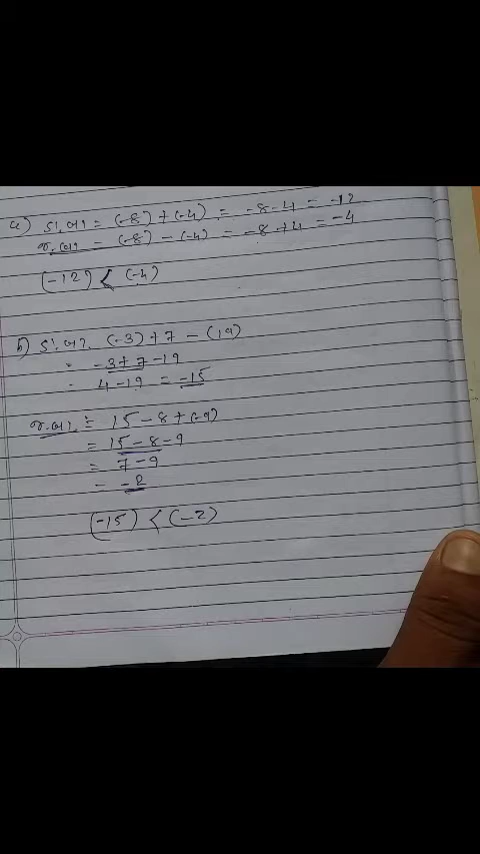 a) ડા.બા = (-8) + (-4) = -8-4 = -12
જ.બા = (-8) - (-4) = -8+4 = -4
(-12) < (-4)
b) ડા.બા. (-3) + 7 - (19)
: -3+7-19
: 4-19 = -15
જ.બા. = 15-8+(-9)
= 15-8-9
= 7-9
= -2
(-15) < (-2)